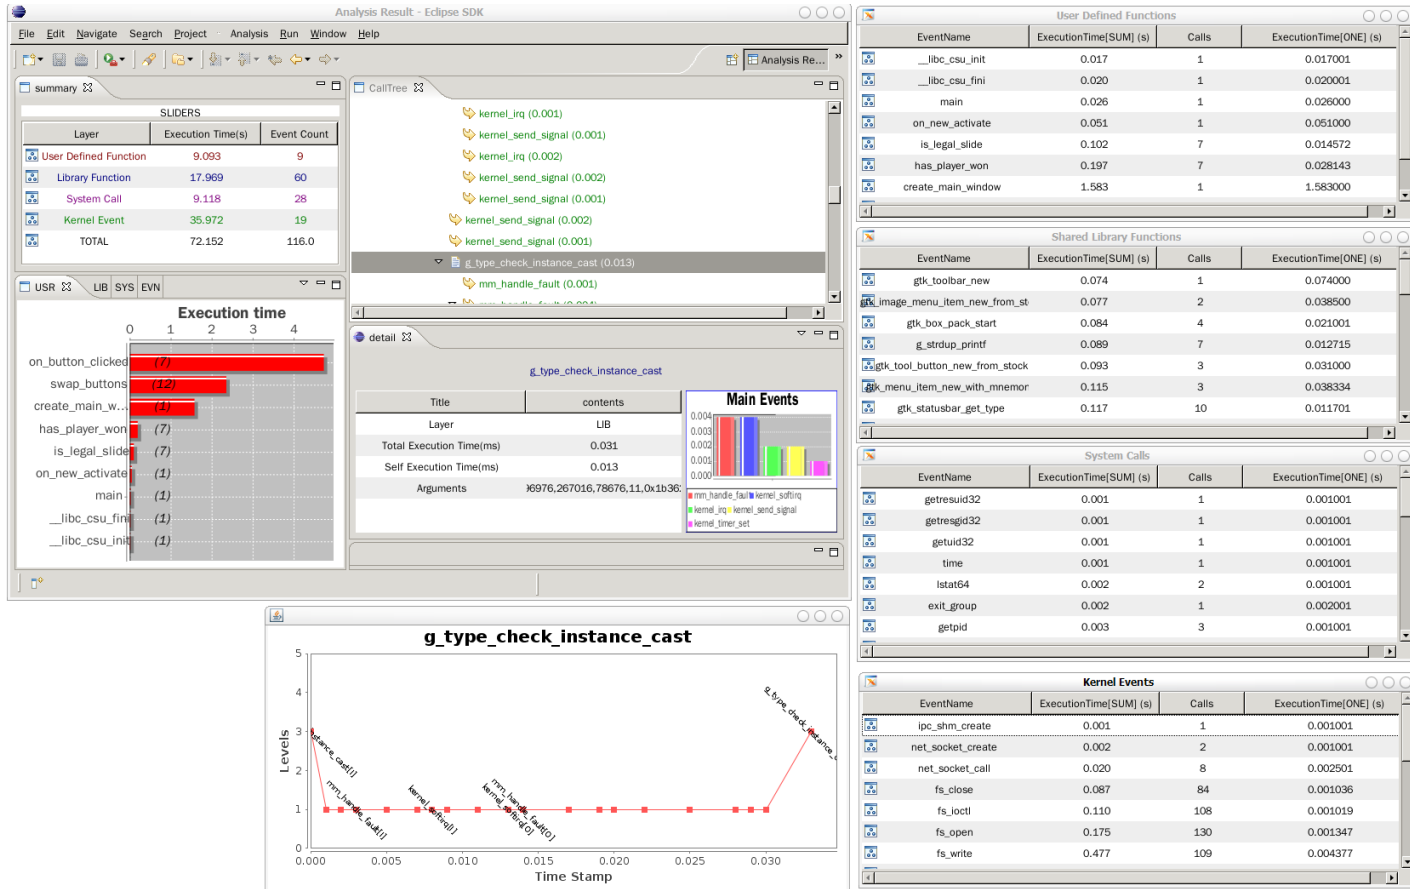 Analysis Result - Eclipse SDK
File Edit Navigate Search Project Analysis Run Window Help
Analysis Re... »
summary
SLIDERS
Layer Execution Time(s) Event Count
User Defined Function 9.093 9
Library Function 17.969 60
System Call 9.118 28
Kernel Event 35.972 19
TOTAL 72.152 116.0
USR LIB SYS EVN
Execution time
0 1 2 3 4
on_button_clicked (7)
swap_buttons (12)
create_main_w... (1)
has_player_won (7)
is_legal_slide (7)
on_new_activate (1)
main (1)
__libc_csu_fini (1)
__libc_csu_init (1)
CallTree
kernel_irq (0.001)
kernel_send_signal (0.001)
kernel_irq (0.002)
kernel_send_signal (0.002)
kernel_send_signal (0.001)
kernel_send_signal (0.002)
kernel_send_signal (0.001)
g_type_check_instance_cast (0.013)
mm_handle_fault (0.001)
detail
g_type_check_instance_cast
Title contents
Layer LIB
Total Execution Time(ms) 0.031
Self Execution Time(ms) 0.013
Arguments 6976,267016,78676,11,0x1b36
Main Events
0.004
0.003
0.002
0.001
0.000
mm_handle_faul kernel_softirq
kernel_irq kernel_send_signal
kernel_timer_set
g_type_check_instance_cast
Levels
5
4
3
2
1
0
instance_cast[1]
mm_handle_fault[1]
kernel_softirq[1]
mm_handle_fault[0]
kernel_softirq[0]
g_type_check_instance_c
0.000 0.005 0.010 0.015 0.020 0.025 0.030
Time Stamp
User Defined Functions
EventName ExecutionTime[SUM] (s) Calls ExecutionTime[ONE] (s)
__libc_csu_init 0.017 1 0.017001
__libc_csu_fini 0.020 1 0.020001
main 0.026 1 0.026000
on_new_activate 0.051 1 0.051000
is_legal_slide 0.102 7 0.014572
has_player_won 0.197 7 0.028143
create_main_window 1.583 1 1.583000
Shared Library Functions
EventName ExecutionTime[SUM] (s) Calls ExecutionTime[ONE] (s)
gtk_toolbar_new 0.074 1 0.074000
gtk_image_menu_item_new_from_st 0.077 2 0.038500
gtk_box_pack_start 0.084 4 0.021001
g_strdup_printf 0.089 7 0.012715
gtk_tool_button_new_from_stock 0.093 3 0.031000
gtk_menu_item_new_with_mnemor 0.115 3 0.038334
gtk_statusbar_get_type 0.117 10 0.011701
System Calls
EventName ExecutionTime[SUM] (s) Calls ExecutionTime[ONE] (s)
getresuid32 0.001 1 0.001001
getresgid32 0.001 1 0.001001
getuid32 0.001 1 0.001001
time 0.001 1 0.001001
lstat64 0.002 2 0.001001
exit_group 0.002 1 0.002001
getpid 0.003 3 0.001001
Kernel Events
EventName ExecutionTime[SUM] (s) Calls ExecutionTime[ONE] (s)
ipc_shm_create 0.001 1 0.001001
net_socket_create 0.002 2 0.001001
net_socket_call 0.020 8 0.002501
fs_close 0.087 84 0.001036
fs_ioctl 0.110 108 0.001019
fs_open 0.175 130 0.001347
fs_write 0.477 109 0.004377